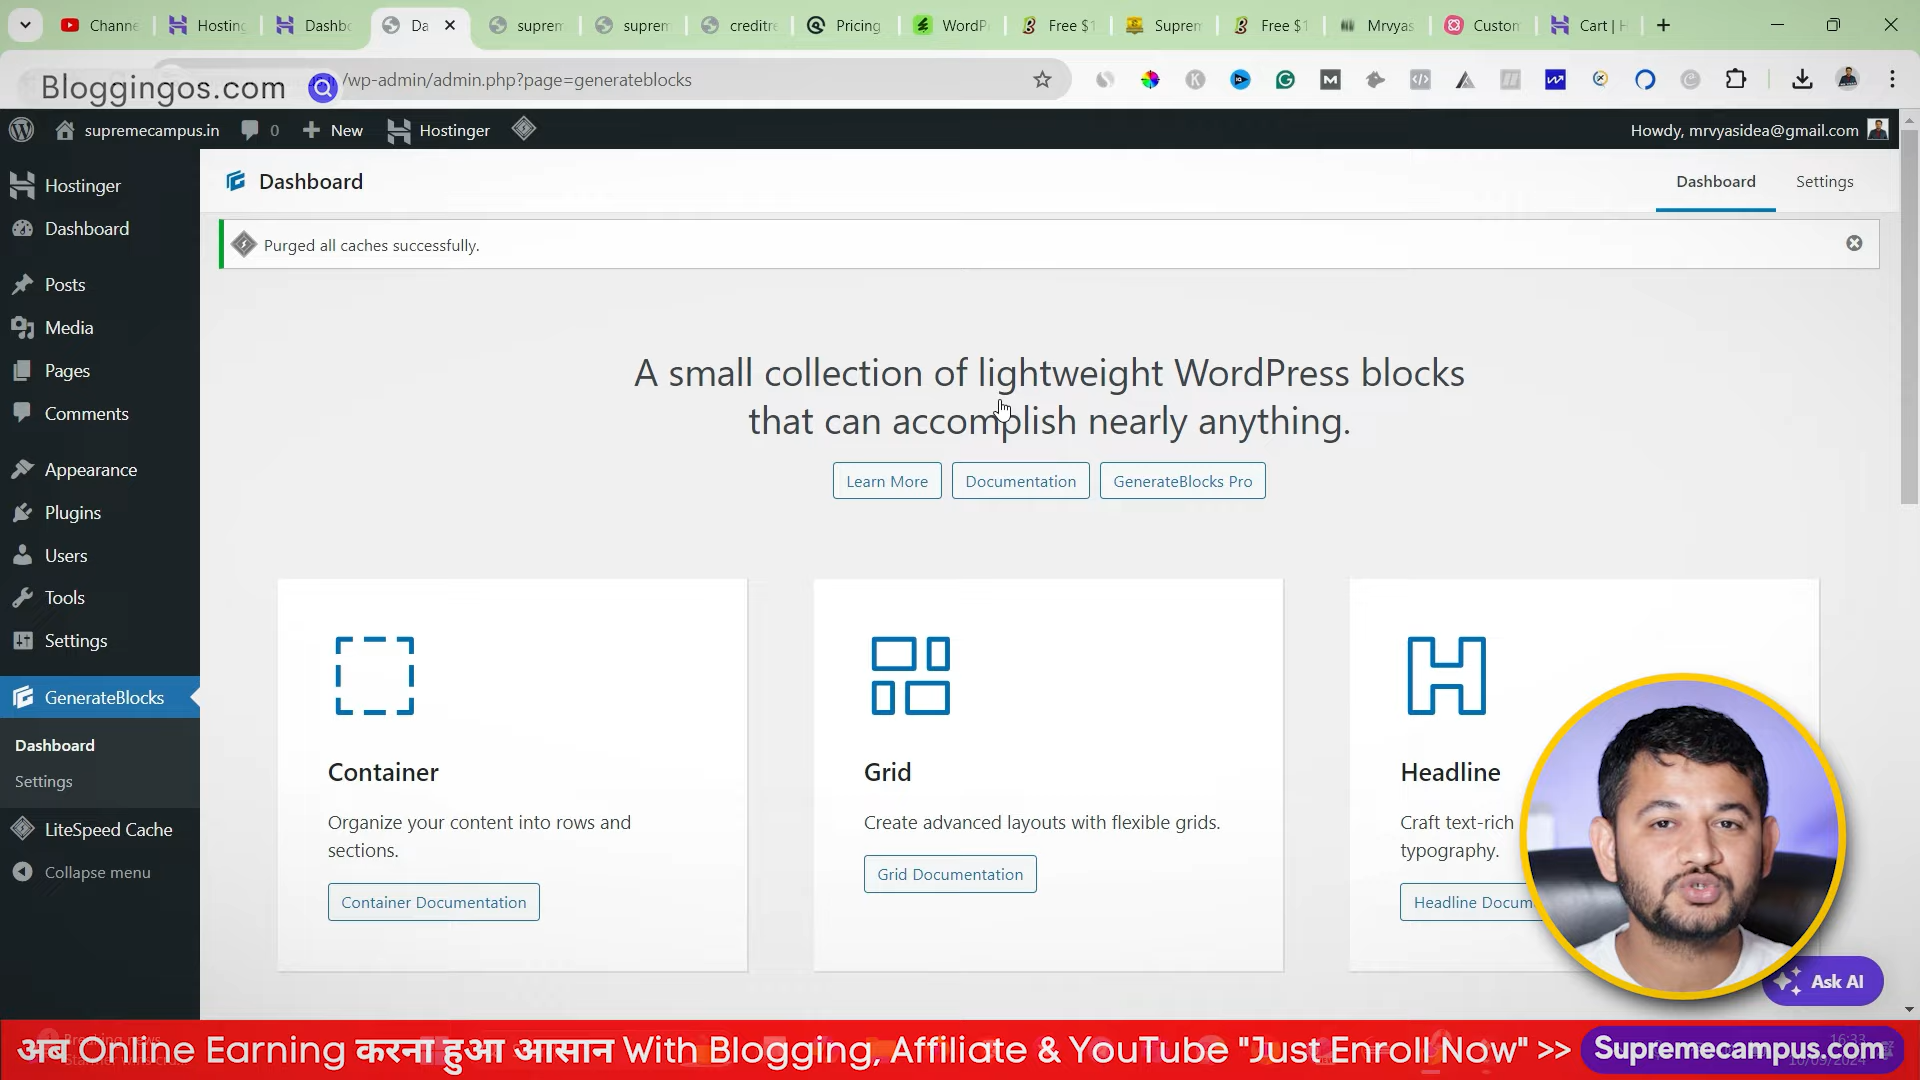 Channe
Hosting
Dashbo
Da
suprem
suprem
creditre
Pricing
WordP
Free $1
Suprem
Free $1
Mrvyas
Custom
Cart | H
Bloggingos.com
/wp-admin/admin.php?page=generateblocks
supremecampus.in
0
New
Hostinger
Howdy, mrvyasidea@gmail.com
Hostinger
Dashboard
Posts
Media
Pages
Comments
Appearance
Plugins
Users
Tools
Settings
GenerateBlocks
Dashboard
Settings
LiteSpeed Cache
Collapse menu
Dashboard
Dashboard
Settings
Purged all caches successfully.
A small collection of lightweight WordPress blocks
that can accomplish nearly anything.
Learn More
Documentation
GenerateBlocks Pro
Container
Organize your content into rows and
sections.
Container Documentation
Grid
Create advanced layouts with flexible grids.
Grid Documentation
Headline
Craft text-rich
typography.
Headline Docum
Ask AI
अब Online Earning करना हुआ आसान With Blogging, Affiliate & YouTube "Just Enroll Now" >>
Supremecampus.com